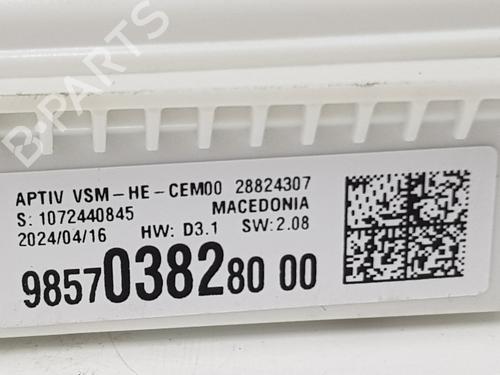 B-PARTS
APTIV VSM-HE-CEM00 28824307
S: 1072440845 MACEDONIA
2024/04/16 HW: D3.1 SW:2.08
9857038280 00